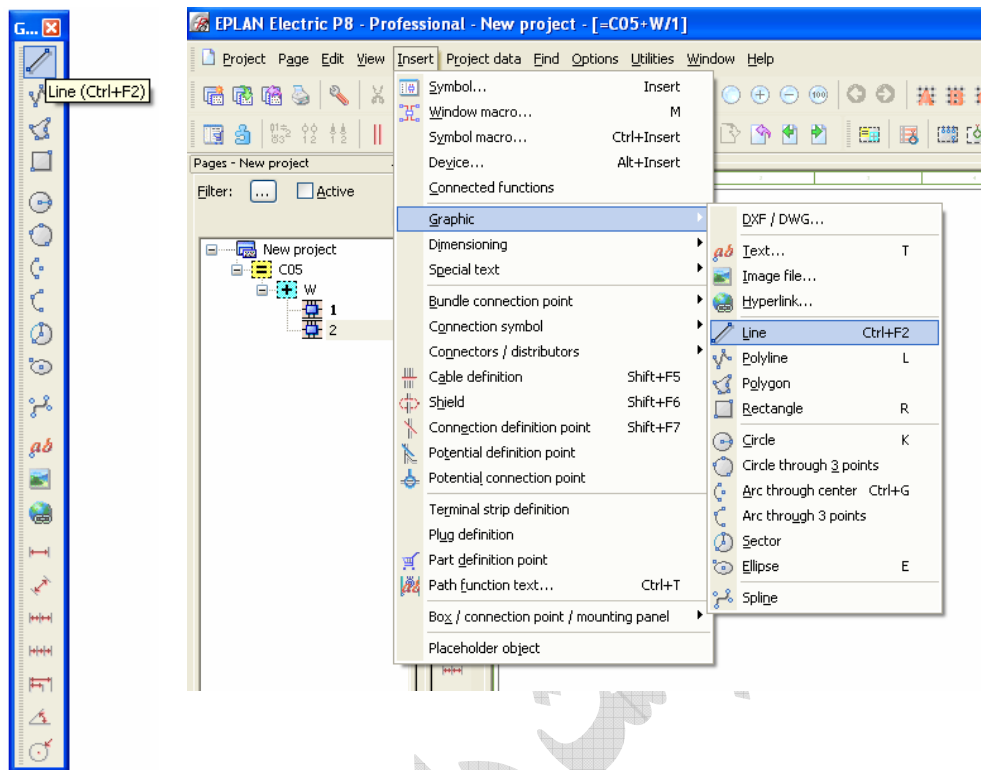 G...
Line (Ctrl+F2)
ab
EPLAN Electric P8 - Professional - New project - [=C05+W/1]
Project Page Edit View Insert Project data Find Options Utilities Window Help
100
Pages - New project
Filter: ... Active
New project
C05
W
1
2
Symbol... Insert
Window macro... M
Symbol macro... Ctrl+Insert
Device... Alt+Insert
Connected functions
Graphic
Dimensioning
Special text
Bundle connection point
Connection symbol
Connectors / distributors
Cable definition Shift+F5
Shield Shift+F6
Connection definition point Shift+F7
Potential definition point
Potential connection point
Terminal strip definition
Plug definition
Part definition point
Path function text... Ctrl+T
Box / connection point / mounting panel
Placeholder object
DXF / DWG...
ab Text... T
Image file...
Hyperlink...
Line Ctrl+F2
Polyline L
Polygon
Rectangle R
Circle K
Circle through 3 points
Arc through center Ctrl+G
Arc through 3 points
Sector
Ellipse E
Spline